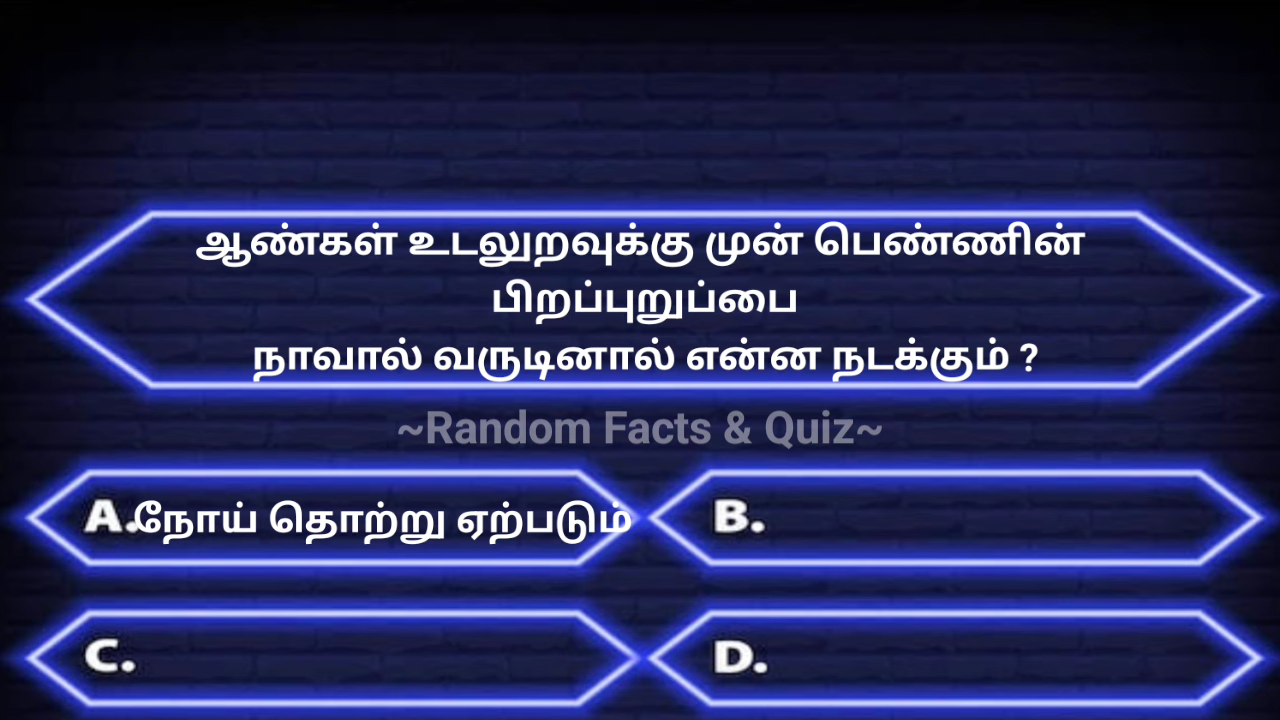 ஆண்கள் உடலுறவுக்கு முன் பெண்ணின்
பிறப்புறுப்பை
நாவால் வருடினால் என்ன நடக்கும் ?
~Random Facts & Quiz~
A.நோய் தொற்று ஏற்படும்
B.
C.
D.